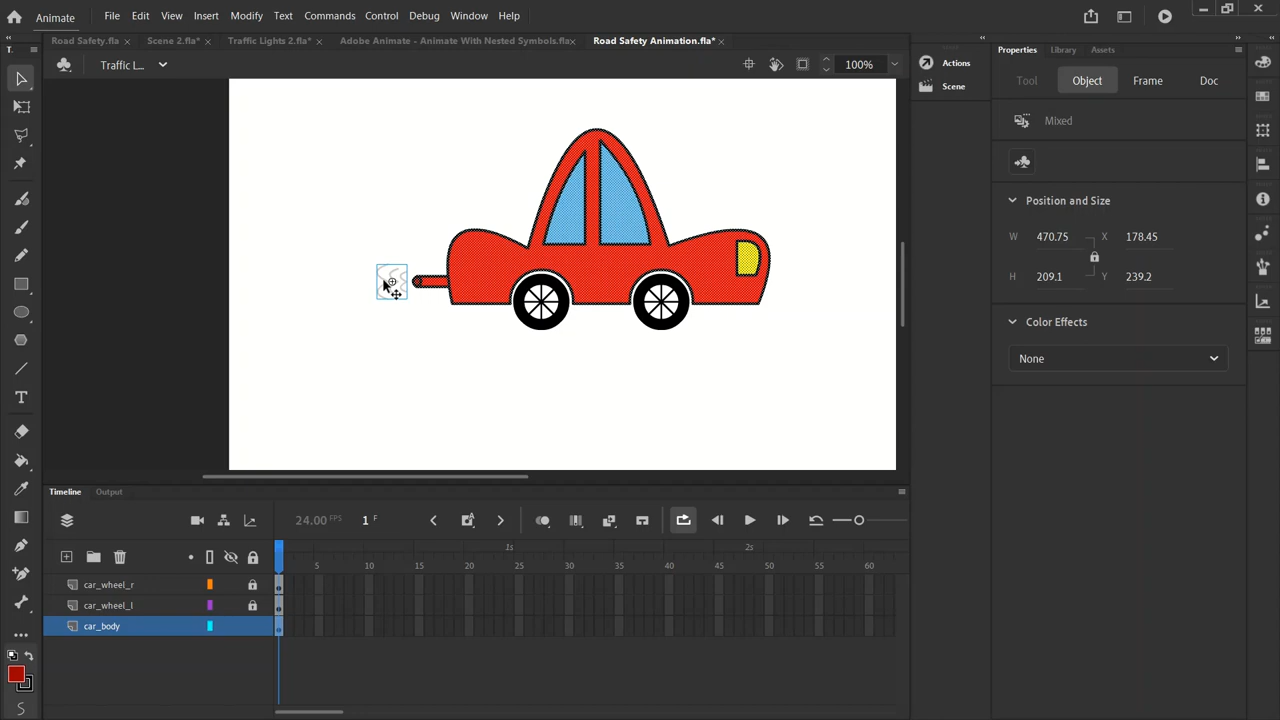 Animate File Edit View Insert Modify Text Commands Control Debug Window Help
Road Safety.fla × Scene 2.fla* × Traffic Lights 2.fla* × Adobe Animate - Animate With Nested Symbols.fla × Road Safety Animation.fla* ×
Traffic L... 100%
T.
Actions
Scene
Properties Library Assets
Tool Object Frame Doc
Mixed
Position and Size
W 470.75 X 178.45
H 209.1 Y 239.2
Color Effects
None
Timeline Output
24.00 FPS 1 F
1s 2s
5 10 15 20 25 30 35 40 45 50 55 60
car_wheel_r
car_wheel_l
car_body